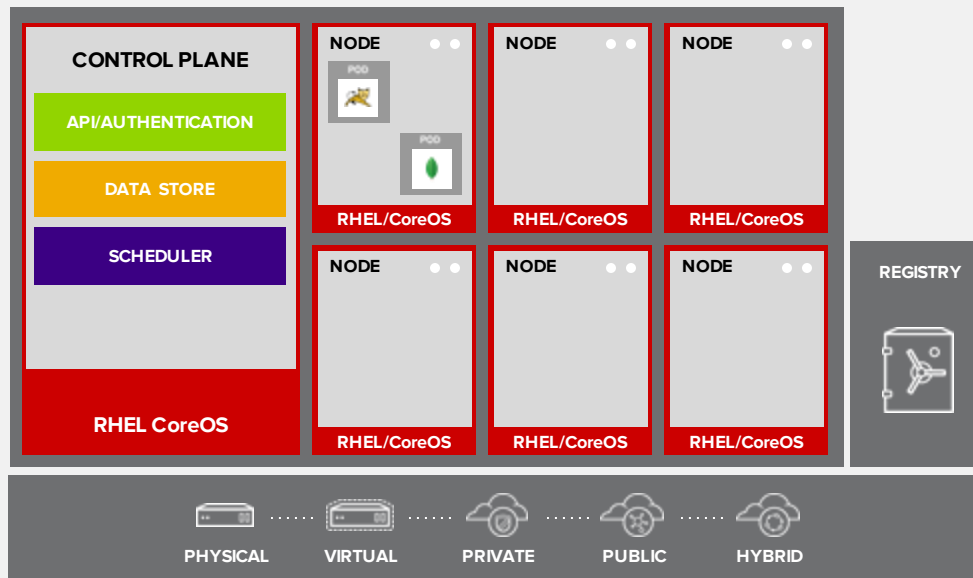 CONTROL PLANE
API/AUTHENTICATION
DATA STORE
SCHEDULER
RHEL CoreOS
NODE
POD
POD
RHEL/CoreOS
NODE
RHEL/CoreOS
NODE
RHEL/CoreOS
NODE
RHEL/CoreOS
NODE
RHEL/CoreOS
NODE
RHEL/CoreOS
REGISTRY
PHYSICAL
VIRTUAL
PRIVATE
PUBLIC
HYBRID